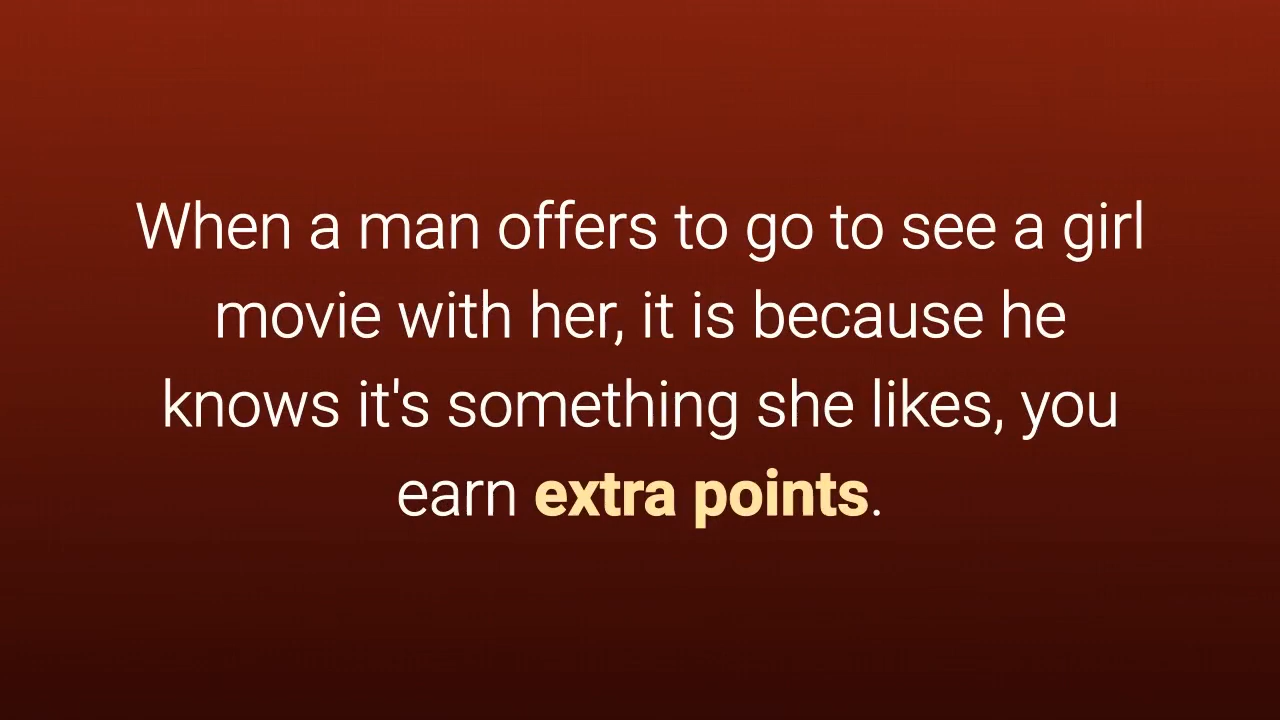 When a man offers to go to see a girl
movie with her, it is because he
knows it's something she likes, you
earn extra points.